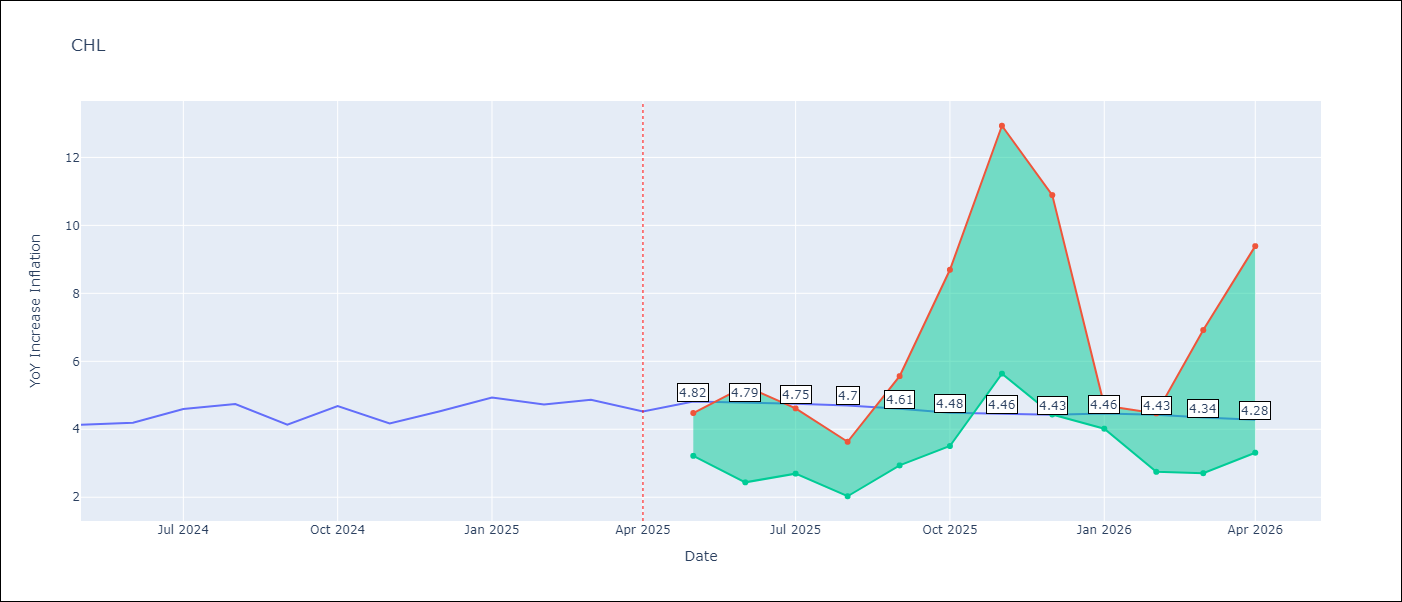 CHL
YoY Increase Inflation
12
10
8
6
4
2
4.82
4.79
4.75
4.7
4.61
4.48
4.46
4.43
4.46
4.43
4.34
4.28
Jul 2024
Oct 2024
Jan 2025
Apr 2025
Jul 2025
Oct 2025
Jan 2026
Apr 2026
Date